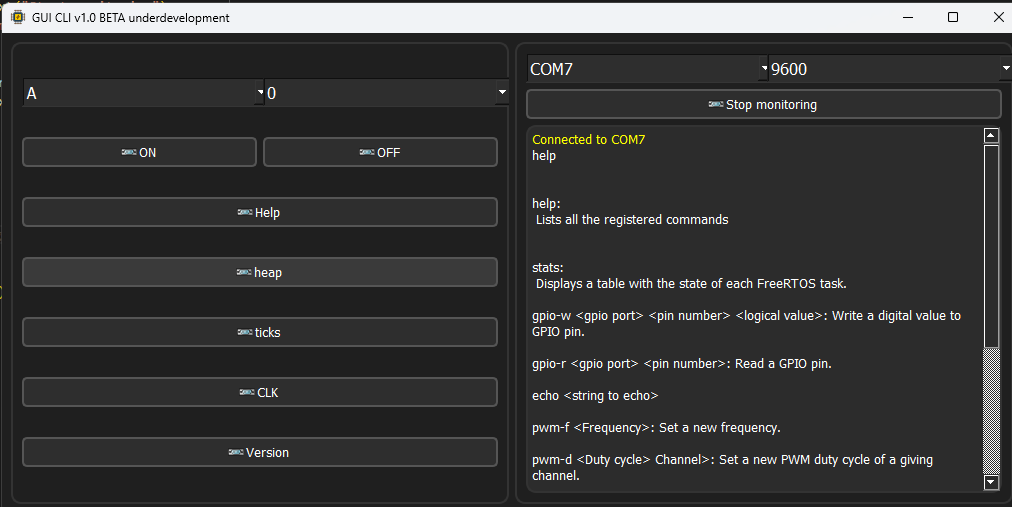 GUI CLI v1.0 BETA underdevelopment
A
0
ON
OFF
Help
heap
ticks
CLK
Version
COM7
9600
Stop monitoring
Connected to COM7
help
help:
Lists all the registered commands
stats:
Displays a table with the state of each FreeRTOS task.
gpio-w <gpio port> <pin number> <logical value>: Write a digital value to
GPIO pin.
gpio-r <gpio port> <pin number>: Read a GPIO pin.
echo <string to echo>
pwm-f <Frequency>: Set a new frequency.
pwm-d <Duty cycle> Channel>: Set a new PWM duty cycle of a giving
channel.